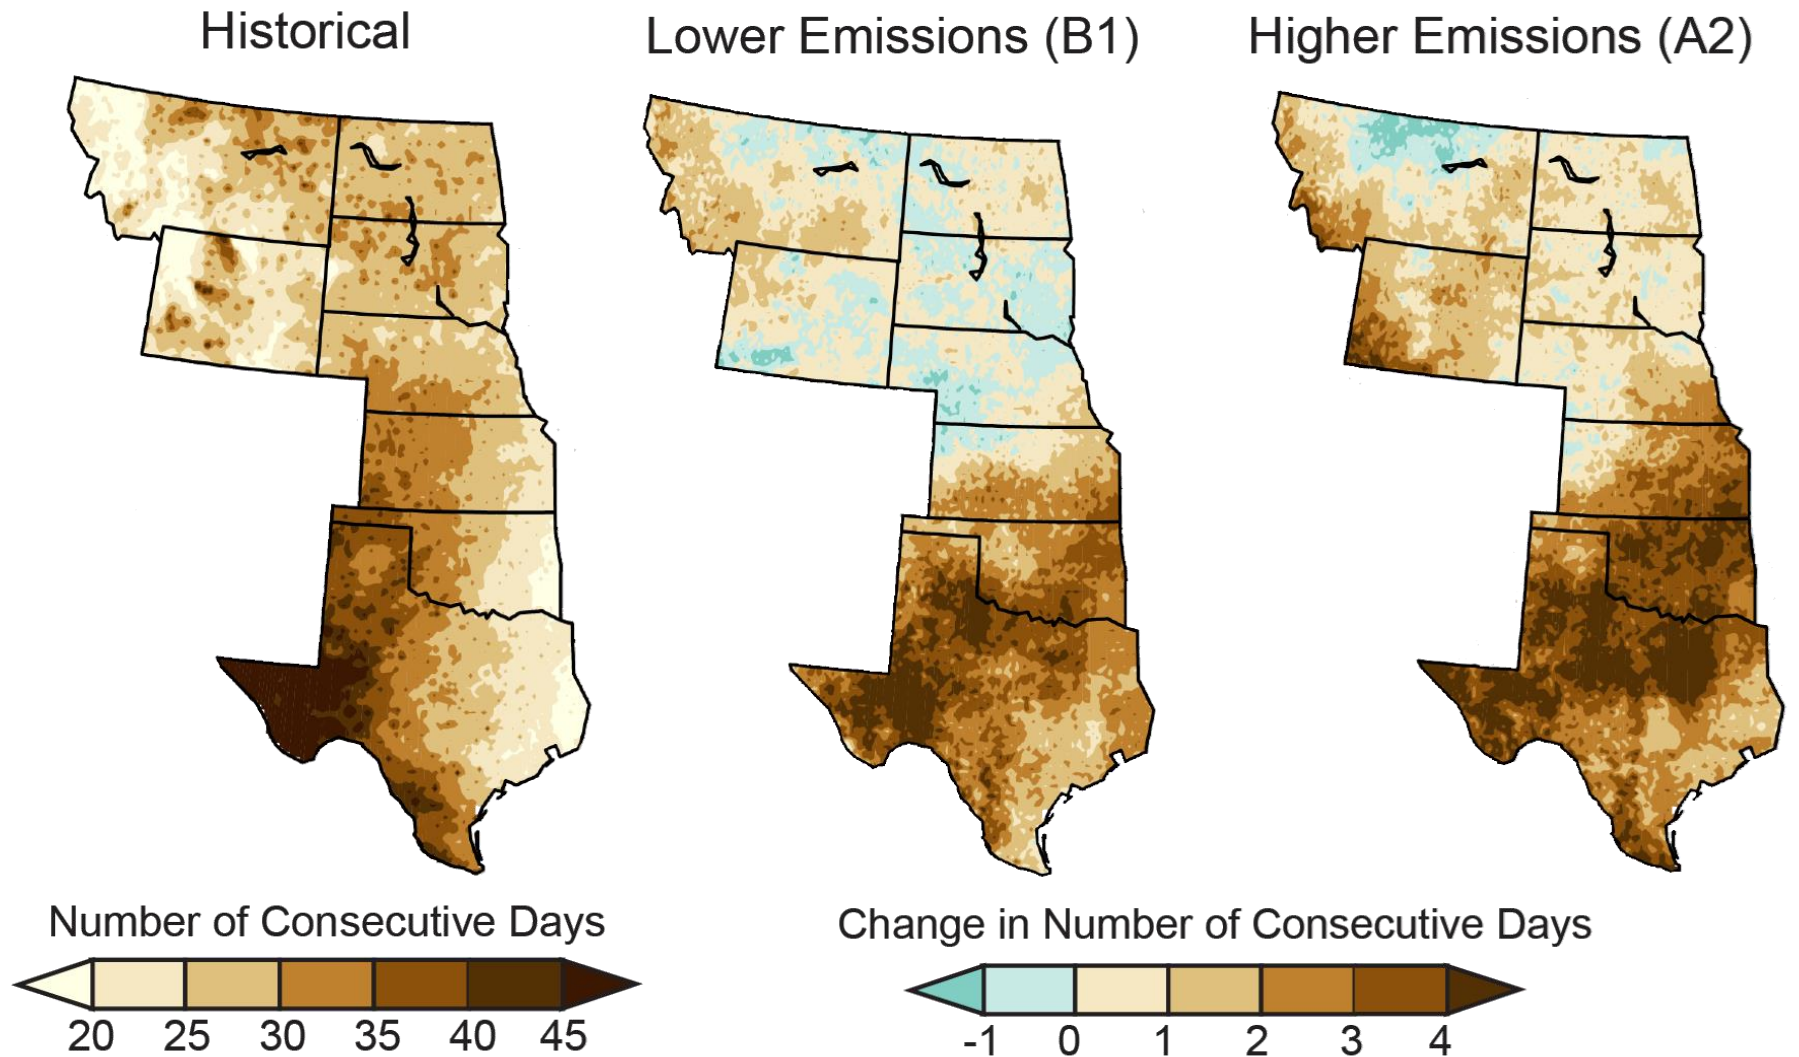 Historical
Lower Emissions (B1)
Higher Emissions (A2)
Number of Consecutive Days
20 25 30 35 40 45
Change in Number of Consecutive Days
-1 0 1 2 3 4